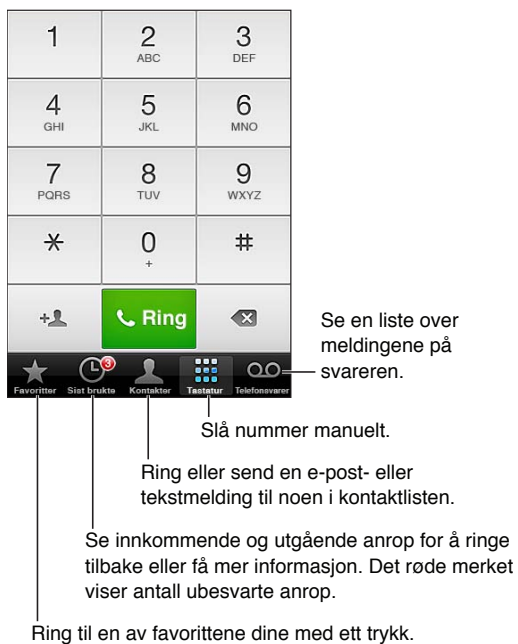 1 2 3
ABC DEF
4 5 6
GHI JKL MNO
7 8 9
PQRS TUV WXYZ
* 0 #
+
+ Ring
3
Favoritter Sist brukte Kontakter Tastatur Telefonsvarer
Se en liste over
meldingene på
svareren.
Slå nummer manuelt.
Ring eller send en e-post- eller
tekstmelding til noen i kontaktlisten.
Se innkommende og utgående anrop for å ringe
tilbake eller få mer informasjon. Det røde merket
viser antall ubesvarte anrop.
Ring til en av favorittene dine med ett trykk.